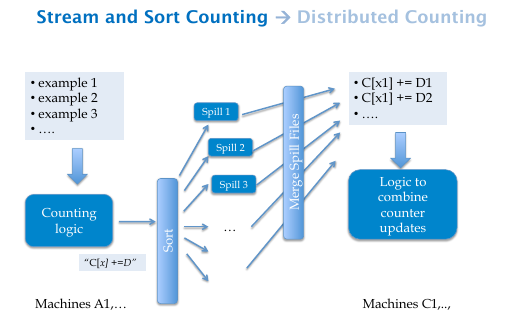 Stream and Sort Counting → Distributed Counting
• example 1
• example 2
• example 3
• ….
Counting
logic
"C[x] +=D"
Machines A1,…
Sort
Spill 1
Spill 2
Spill 3
…
Merge Spill Files
• C[x1] += D1
• C[x1] += D2
• ….
Logic to
combine
counter
updates
Machines C1,..,